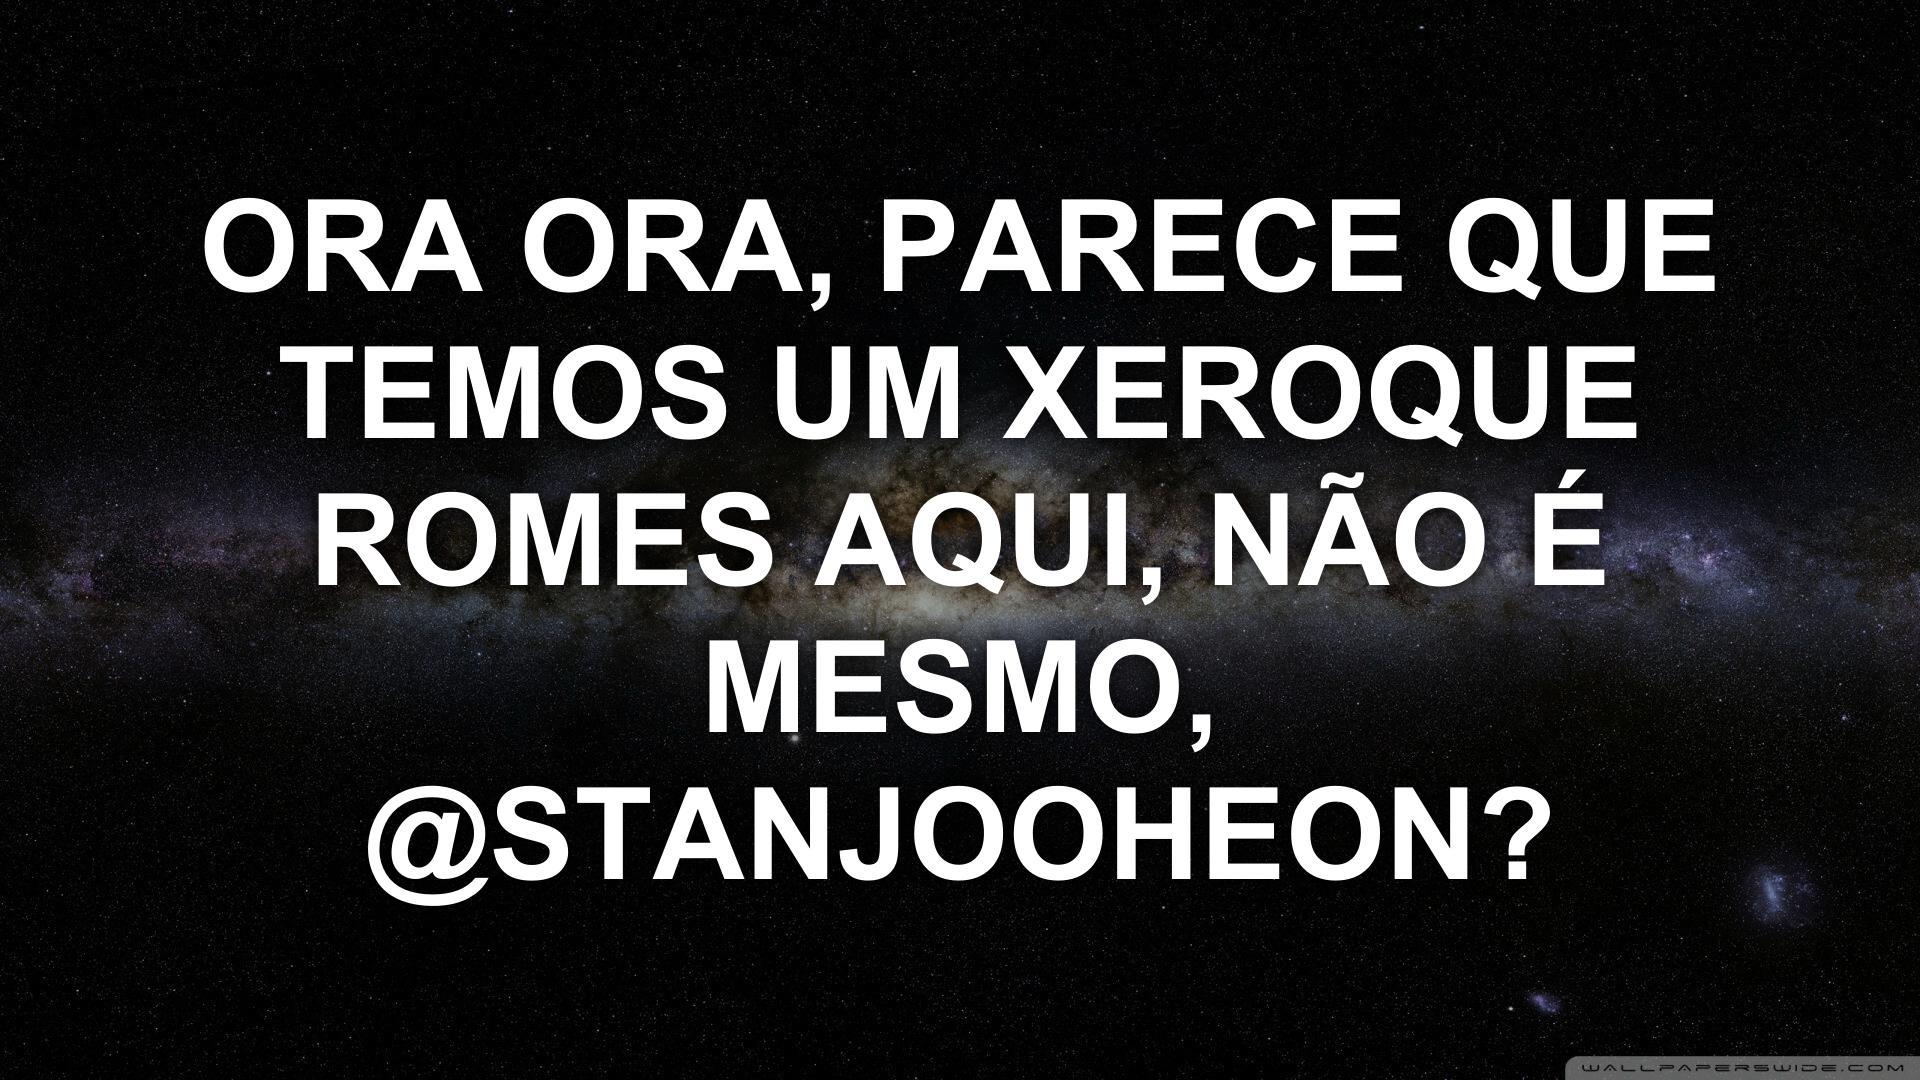 ORA ORA, PARECE QUE
TEMOS UM XEROQUE
ROMES AQUI, NÃO É
MESMO,
@STANJOOHEON?
WALLPAPERSWIDE.COM